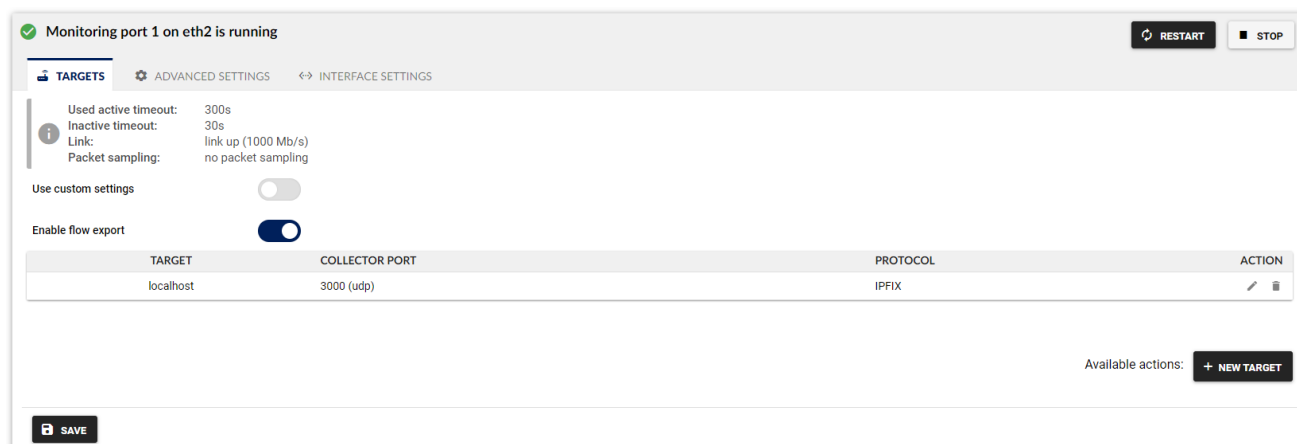 Monitoring port 1 on eth2 is running
RESTART
STOP
TARGETS
ADVANCED SETTINGS
INTERFACE SETTINGS
Used active timeout: 300s
Inactive timeout: 30s
Link: link up (1000 Mb/s)
Packet sampling: no packet sampling
Use custom settings
Enable flow export
TARGET COLLECTOR PORT PROTOCOL ACTION
localhost 3000 (udp) IPFIX
Available actions: + NEW TARGET
SAVE